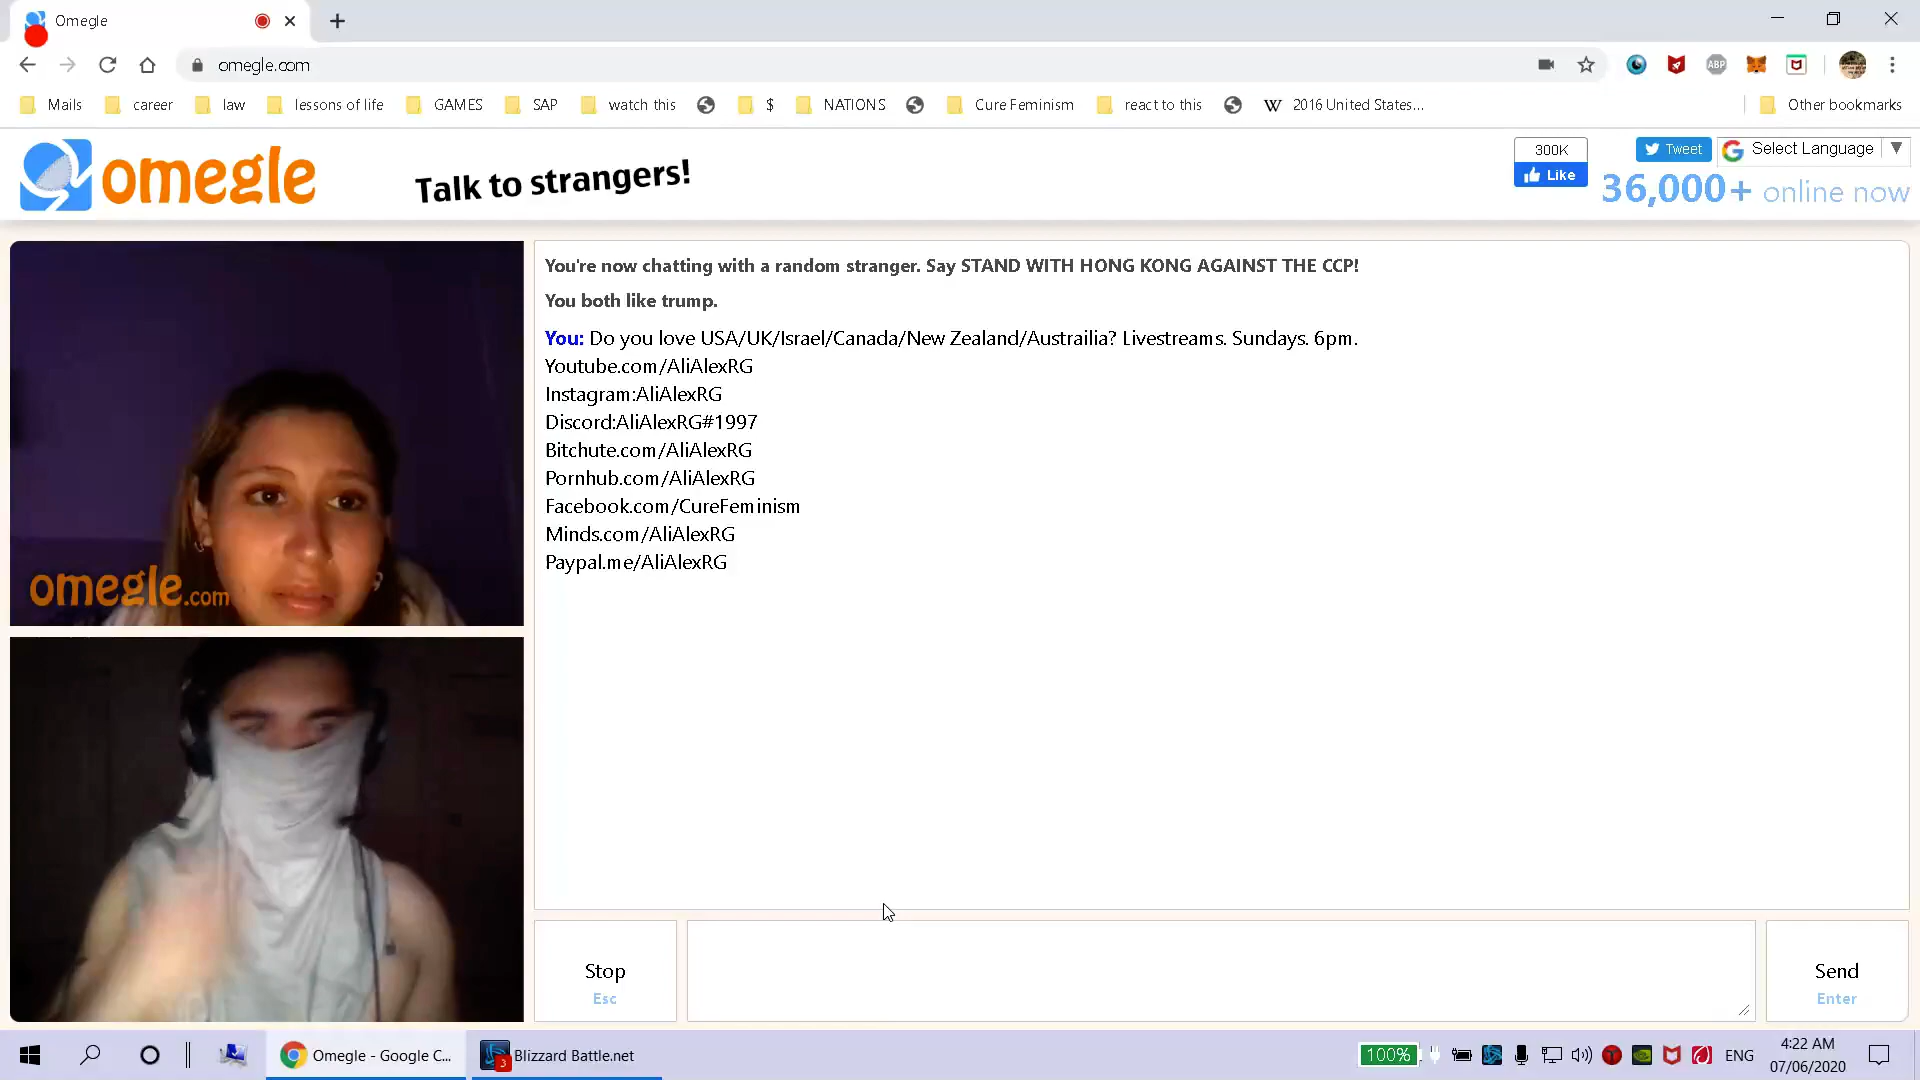 Omegle
omegle.com
Mails
career
law
lessons of life
GAMES
SAP
watch this
$
NATIONS
Cure Feminism
react to this
W 2016 United States...
Other bookmarks
ABP
omegle
Talk to strangers!
300K
Like
Tweet
G Select Language
36,000+ online now
omegle.com
You're now chatting with a random stranger. Say STAND WITH HONG KONG AGAINST THE CCP!
You both like trump.
You: Do you love USA/UK/Israel/Canada/New Zealand/Austrailia? Livestreams. Sundays. 6pm.
Youtube.com/AliAlexRG
Instagram:AliAlexRG
Discord:AliAlexRG#1997
Bitchute.com/AliAlexRG
Pornhub.com/AliAlexRG
Facebook.com/CureFeminism
Minds.com/AliAlexRG
Paypal.me/AliAlexRG
Stop
Esc
Send
Enter
Omegle - Google C...
3
Blizzard Battle.net
100%
ENG
4:22 AM
07/06/2020